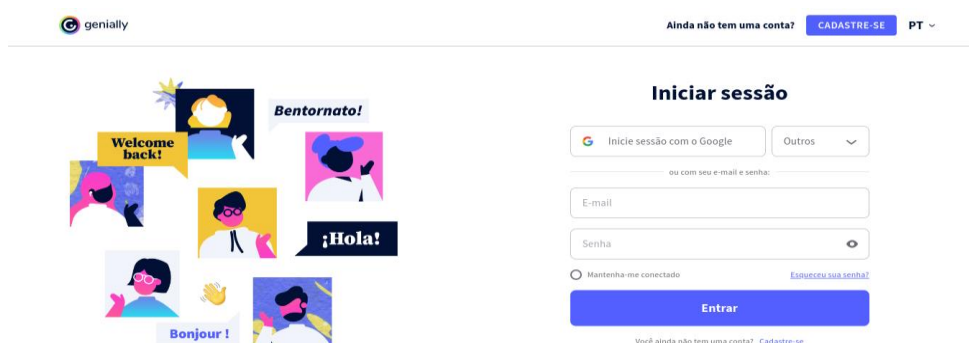 genially
Ainda não tem uma conta? CADASTRE-SE PT
Bentornato!
Welcome
back!
¡Hola!
Bonjour !
Iniciar sessão
Inicie sessão com o Google
Outros
ou com seu e-mail e senha:
E-mail
Senha
Mantenha-me conectado
Esqueceu sua senha?
Entrar
Você ainda não tem uma conta? Cadastre-se